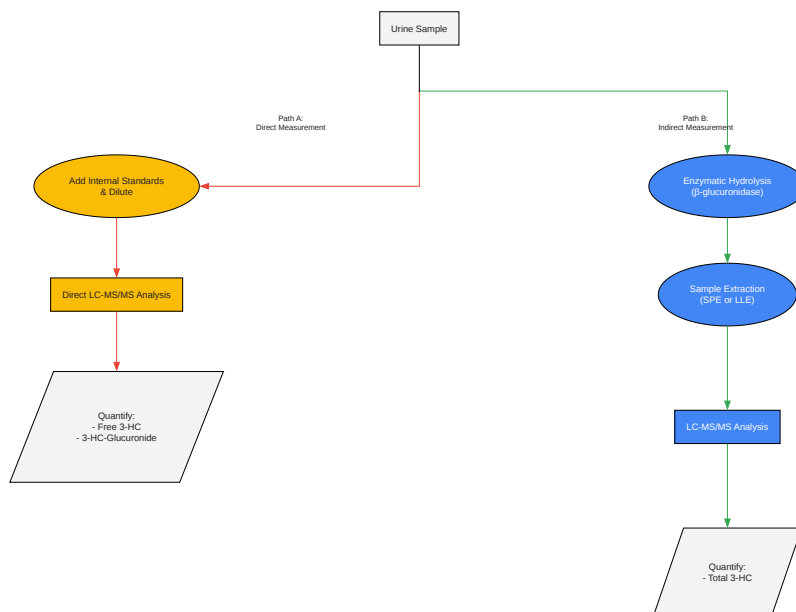 Urine Sample
Path A:
Direct Measurement
Path B:
Indirect Measurement
Add Internal Standards
& Dilute
Enzymatic Hydrolysis
(β-glucuronidase)
Direct LC-MS/MS Analysis
Sample Extraction
(SPE or LLE)
Quantify:
- Free 3-HC
- 3-HC-Glucuronide
LC-MS/MS Analysis
Quantify:
- Total 3-HC